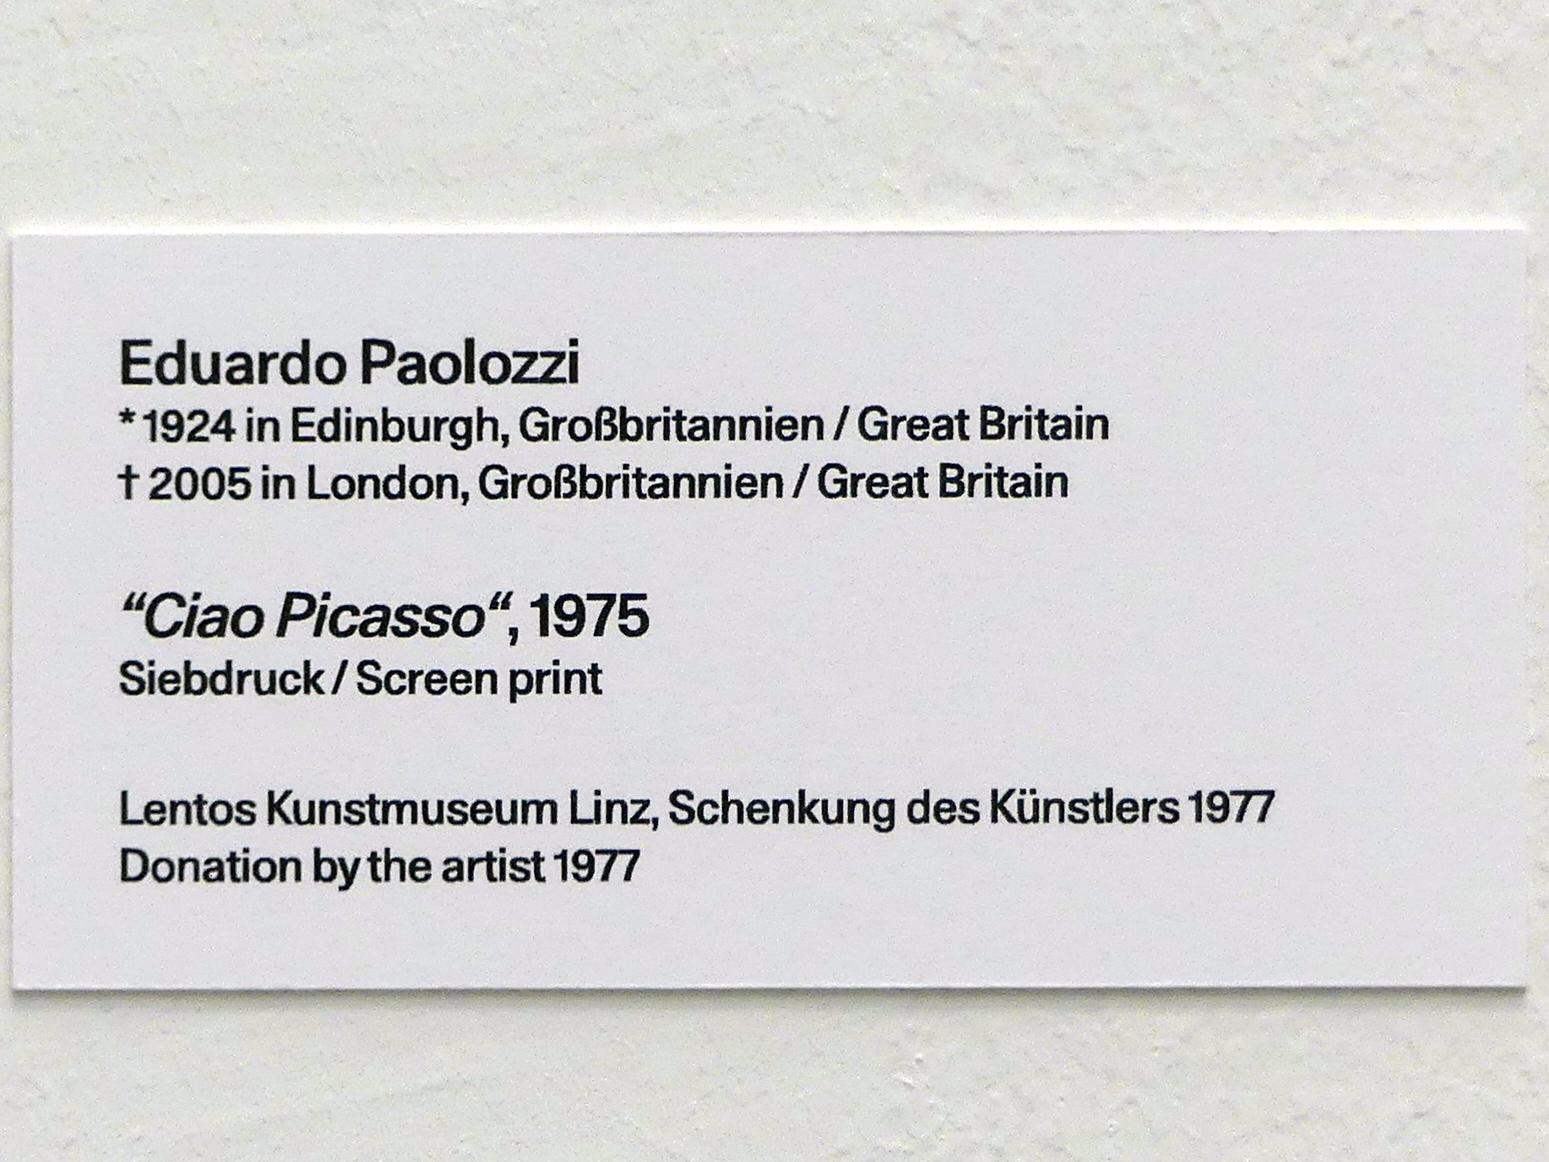 Eduardo Paolozzi
* 1924 in Edinburgh, Großbritannien / Great Britain
† 2005 in London, Großbritannien / Great Britain
“Ciao Picasso“, 1975
Siebdruck / Screen print
Lentos Kunstmuseum Linz, Schenkung des Künstlers 1977
Donation by the artist 1977